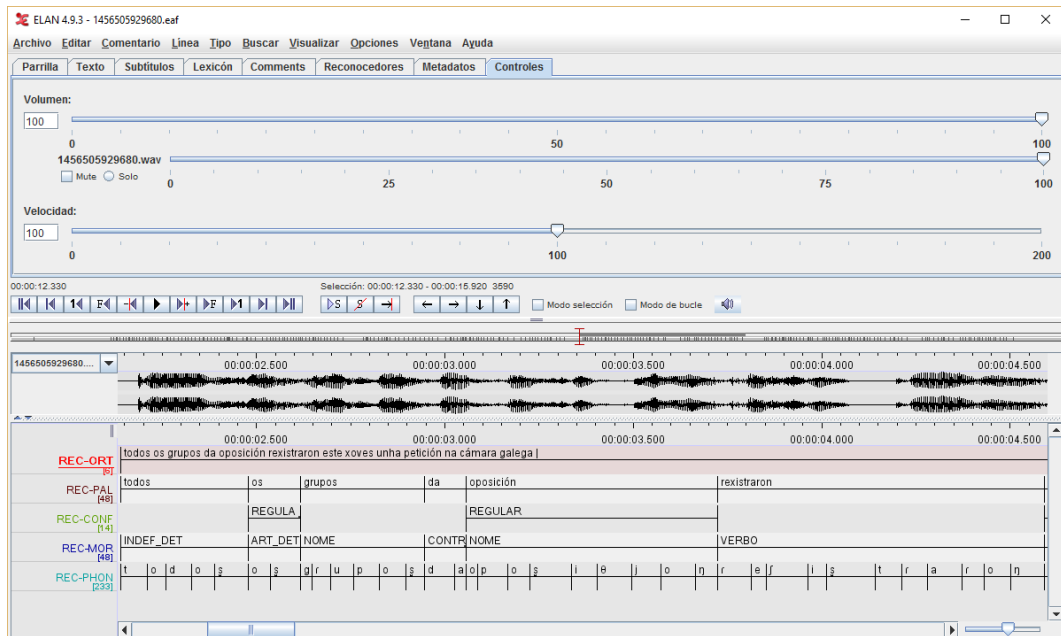 ELAN 4.9.3 - 1456505929680.eaf
Archivo Editar Comentario Línea Tipo Buscar Visualizar Opciones Ventana Ayuda
Parrilla Texto Subtítulos Lexicón Comments Reconocedores Metadatos Controles
Volumen:
100
0 50 100
1456505929680.wav
Mute Solo
0 25 50 75 100
Velocidad:
100
0 100 200
00:00:12.330 Selección: 00:00:12.330 - 00:00:15.920 3590
1 F + F 1 S S Modo selección Modo de bucle
1456505929680.... 00:00:02.500 00:00:03.000 00:00:03.500 00:00:04.000 00:00:04.500
00:00:02.500 00:00:03.000 00:00:03.500 00:00:04.000 00:00:04.500
REC-ORT todos os grupos da oposición rexistraron este xoves unha petición na cámara galega |
[6]
REC-PAL todos os grupos da oposición rexistraron
[48]
REC-CONF REGULA REGULAR
[14]
REC-MOR INDEF_DET ART_DET NOME CONTR NOME VERBO
[48]
REC-PHON t o d o s̺ o s̺ g r u p o s̺ d a o p o s̺ i θ j o ŋ r e ʃ i s̺ t r a r o ŋ
[233]